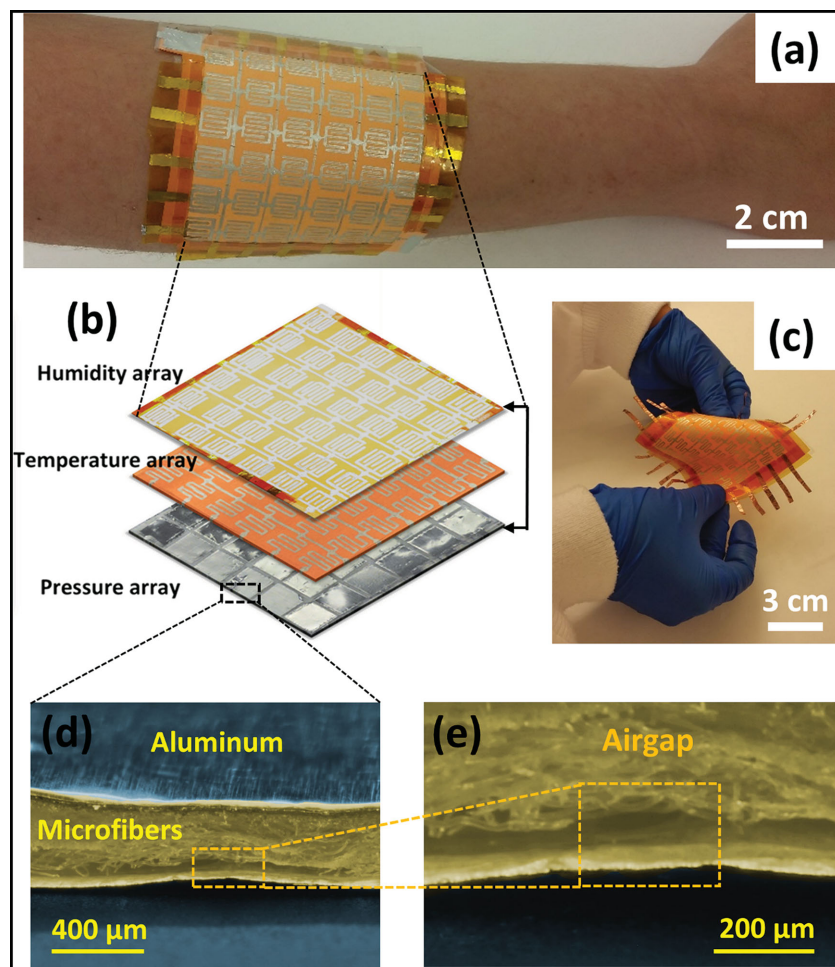 (a)
2 cm
(b)
Humidity array
Temperature array
Pressure array
(c)
3 cm
(d)
Aluminum
Microfibers
400 μm
(e)
Airgap
200 μm